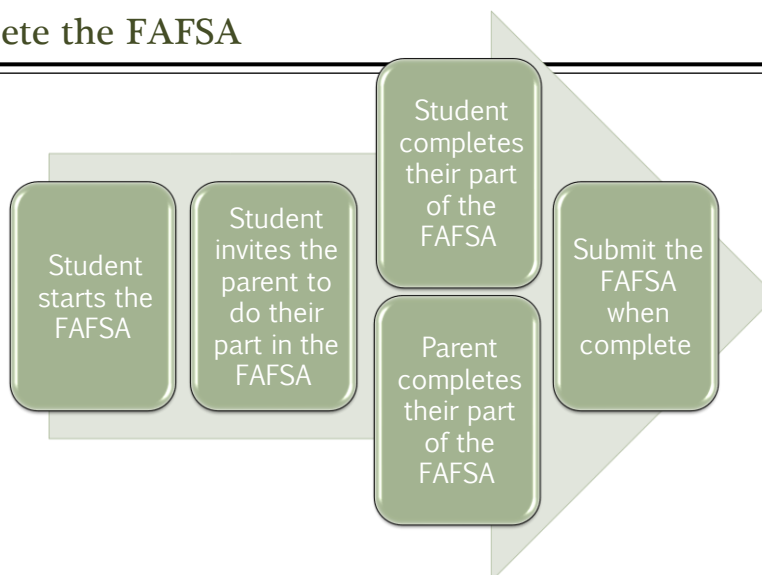 ete the FAFSA
Student
starts the
FAFSA
Student
invites the
parent to
do their
part in the
FAFSA
Student
completes
their part
of the
FAFSA
Parent
completes
their part
of the
FAFSA
Submit the
FAFSA
when
complete